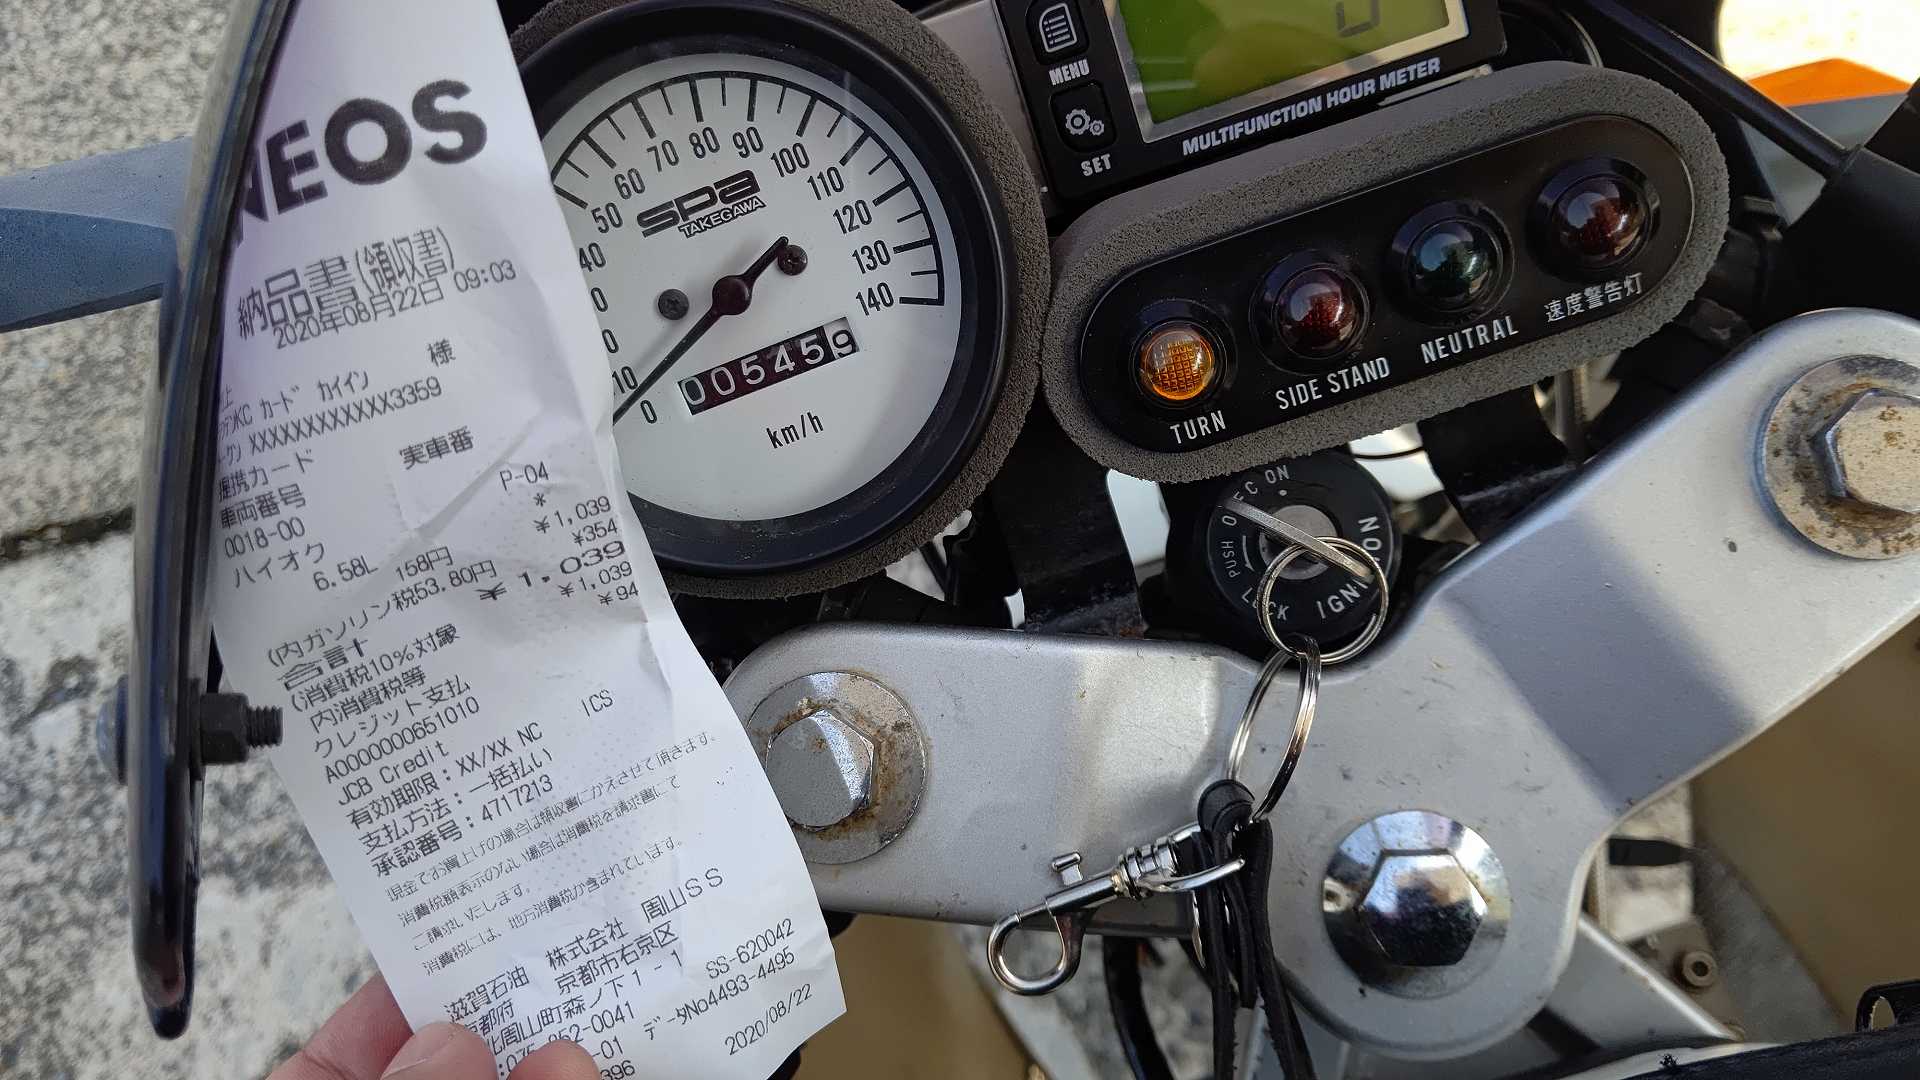 ENEOS
納品書(領収書)
2020年08月22日 09:03
様
カード カイイン
XXXXXXXXXXXX3359
提携カード 実車番
車両番号
0018-00 P-04
ハイオク *
6.58L 158円 ¥1,039
(内ガソリン税53.80円 ¥354
合計 ¥1,039
(消費税10%対象 ¥1,039
内消費税等 ¥94
クレジット支払
A0000000651010
JCB Credit ICS
有効期限:XX/XX NC
支払方法:一括払い
承認番号:4717213
現金でお買上げの場合は領収書にかえさせて頂きます。
消費税額表示のない場合は消費税を請求書にて
ご請求いたします。
消費税には、地方消費税が含まれています。
滋賀石油 株式会社 周山SS
京都府 京都市右京区
北周山町森ノ下1-1
075-852-0041 SS-620042
-01 データNo4493-4495
396 2020/08/22
50 60 70 80 90 100 110 120 130 140
40
10
0
SPA
TAKEGAWA
005459
km/h
MENU
SET
0
MULTIFUNCTION HOUR METER
TURN
SIDE STAND
NEUTRAL
速度警告灯
ON
PUSH
LOCK
IGNITION